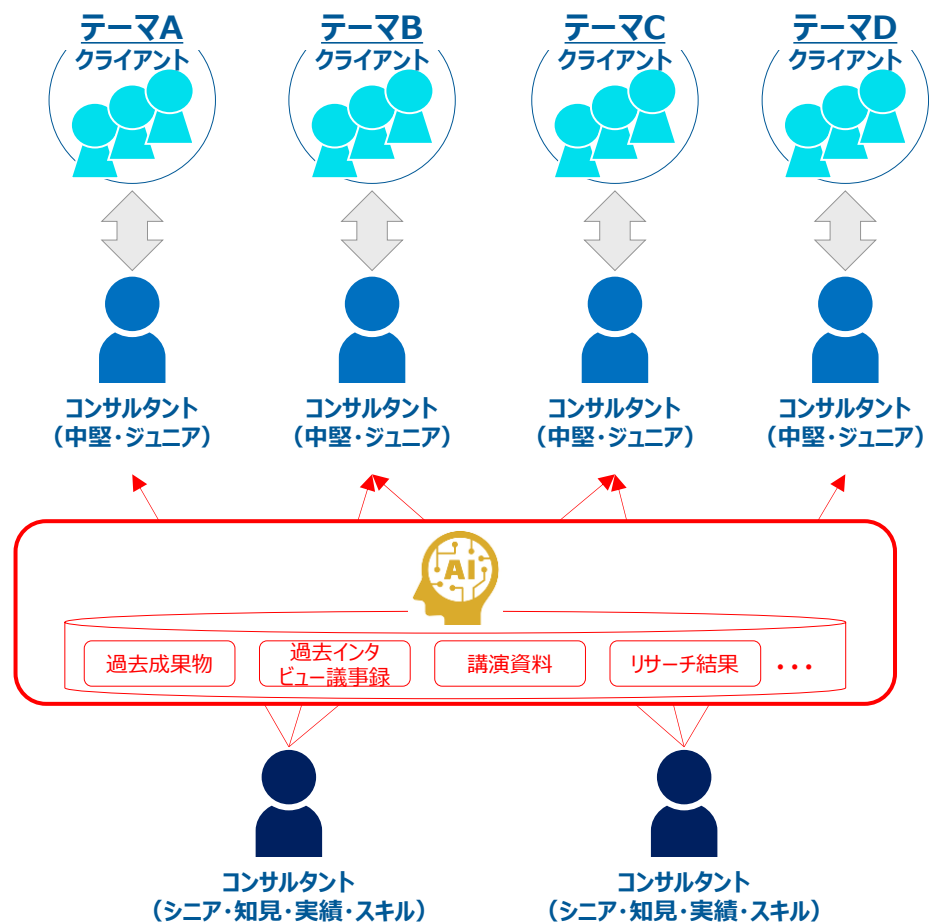 テーマA
テーマB
テーマC
テーマD
クライアント
クライアント
クライアント
クライアント
コンサルタント
（中堅・ジュニア）
コンサルタント
（中堅・ジュニア）
コンサルタント
（中堅・ジュニア）
コンサルタント
（中堅・ジュニア）
AI
過去成果物
過去インタ
ビュー議事録
講演資料
リサーチ結果
・・・
コンサルタント
（シニア・知見・実績・スキル）
コンサルタント
（シニア・知見・実績・スキル）